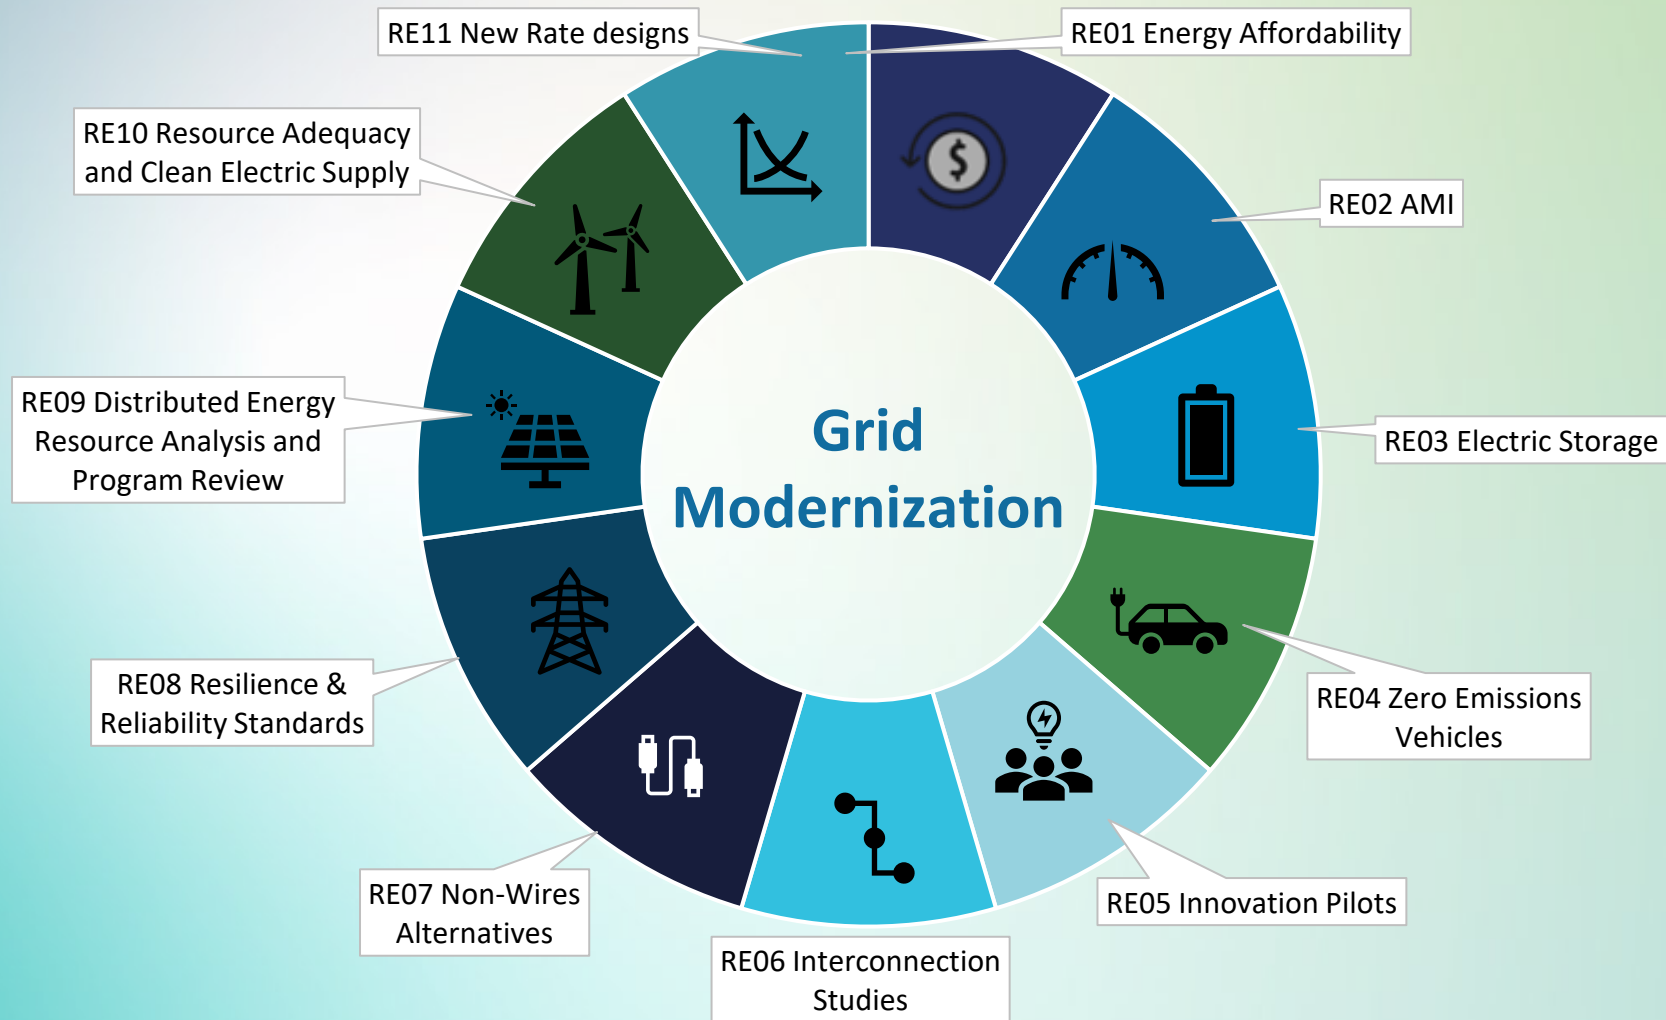 RE11 New Rate designs
RE01 Energy Affordability
RE10 Resource Adequacy
and Clean Electric Supply
RE02 AMI
RE09 Distributed Energy
Resource Analysis and
Program Review
Grid
Modernization
RE03 Electric Storage
RE08 Resilience &
Reliability Standards
RE04 Zero Emissions
Vehicles
RE07 Non-Wires
Alternatives
RE05 Innovation Pilots
RE06 Interconnection
Studies
$